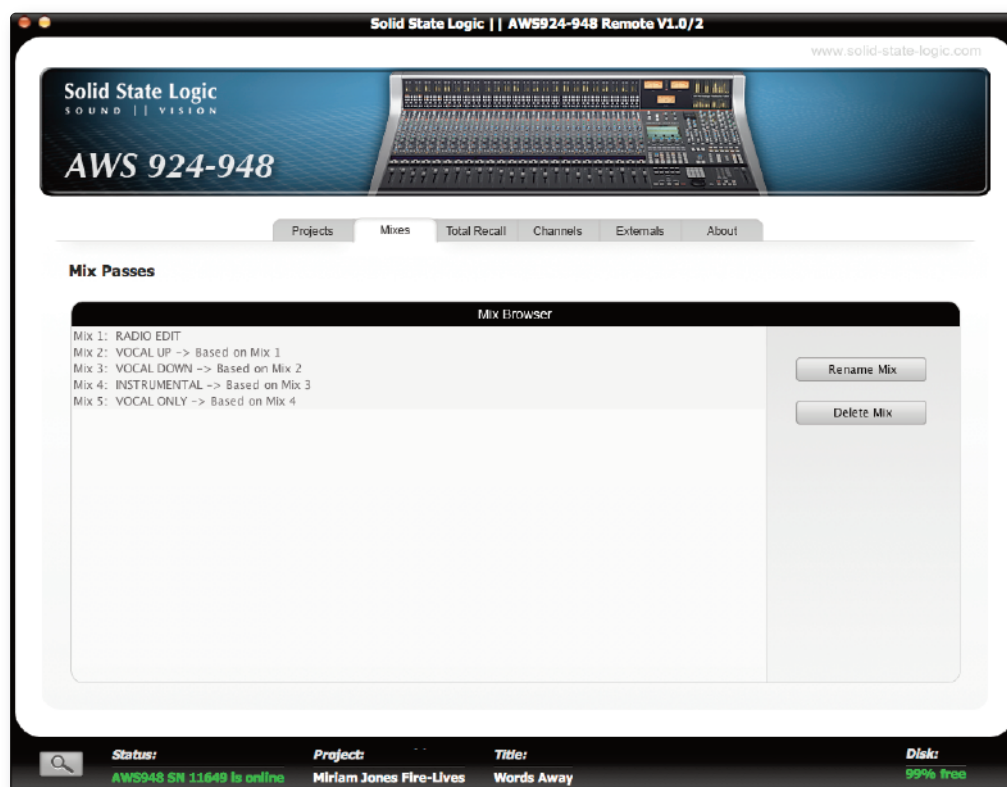 Solid State Logic || AWS924-948 Remote V1.0/2
www.solid-state-logic.com
Solid State Logic
SOUND || VISION
AWS 924-948
Projects Mixes Total Recall Channels Externals About
Mix Passes
Mix Browser
Mix 1: RADIO EDIT
Mix 2: VOCAL UP -> Based on Mix 1
Mix 3: VOCAL DOWN -> Based on Mix 2
Mix 4: INSTRUMENTAL -> Based on Mix 3
Mix 5: VOCAL ONLY -> Based on Mix 4
Rename Mix
Delete Mix
Status: Project: Title: Disk:
AWS948 SN 11649 is online Miriam Jones Fire-Lives Words Away 99% free